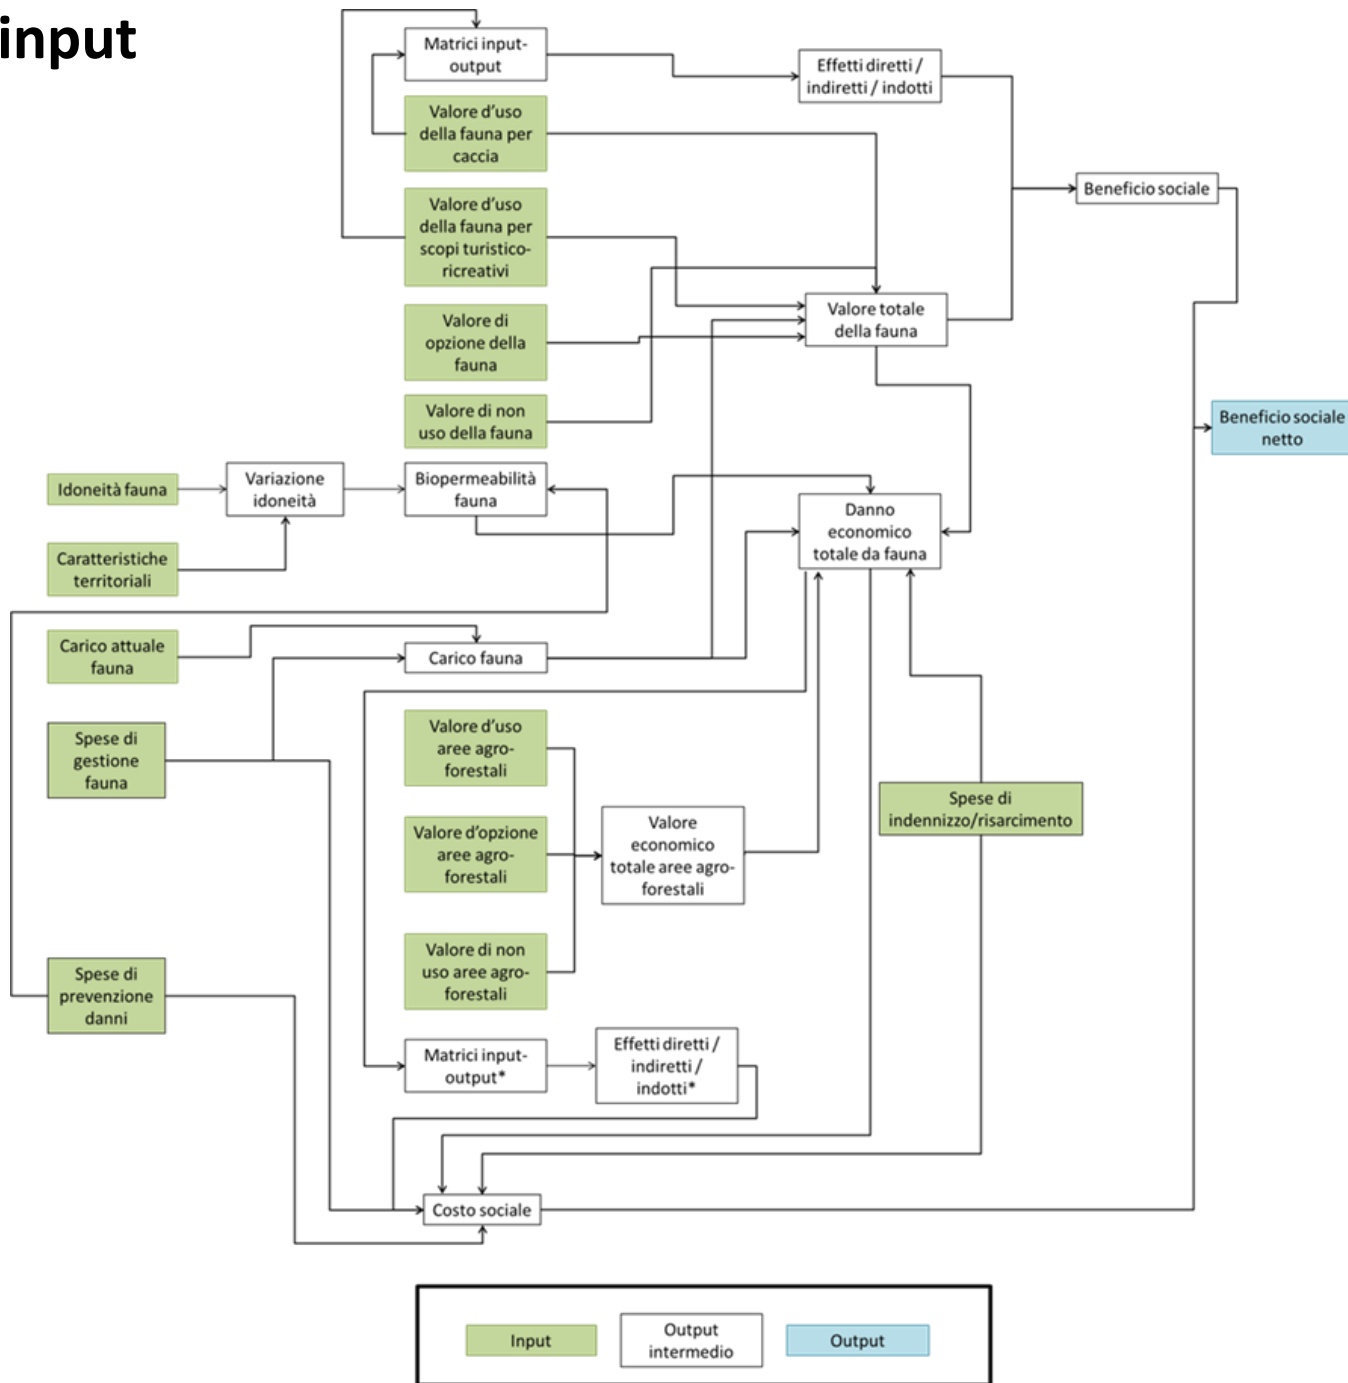 input
Matrici input-
output
Effetti diretti /
indiretti / indotti
Valore d'uso
della fauna per
caccia
Beneficio sociale
Valore d'uso
della fauna per
scopi turistico-
ricreativi
Valore totale
della fauna
Valore di
opzione della
fauna
Valore di non
uso della fauna
Beneficio sociale
netto
Idoneità fauna
Variazione
idoneità
Biopermeabilità
fauna
Danno
economico
totale da fauna
Caratteristiche
territoriali
Carico attuale
fauna
Carico fauna
Spese di
gestione
fauna
Valore d'uso
aree agro-
forestali
Spese di
indennizzo/risarcimento
Valore d'opzione
aree agro-
forestali
Valore
economico
totale aree agro-
forestali
Valore di non
uso aree agro-
forestali
Spese di
prevenzione
danni
Matrici input-
output*
Effetti diretti /
indiretti /
indotti*
Costo sociale
Input
Output
intermedio
Output